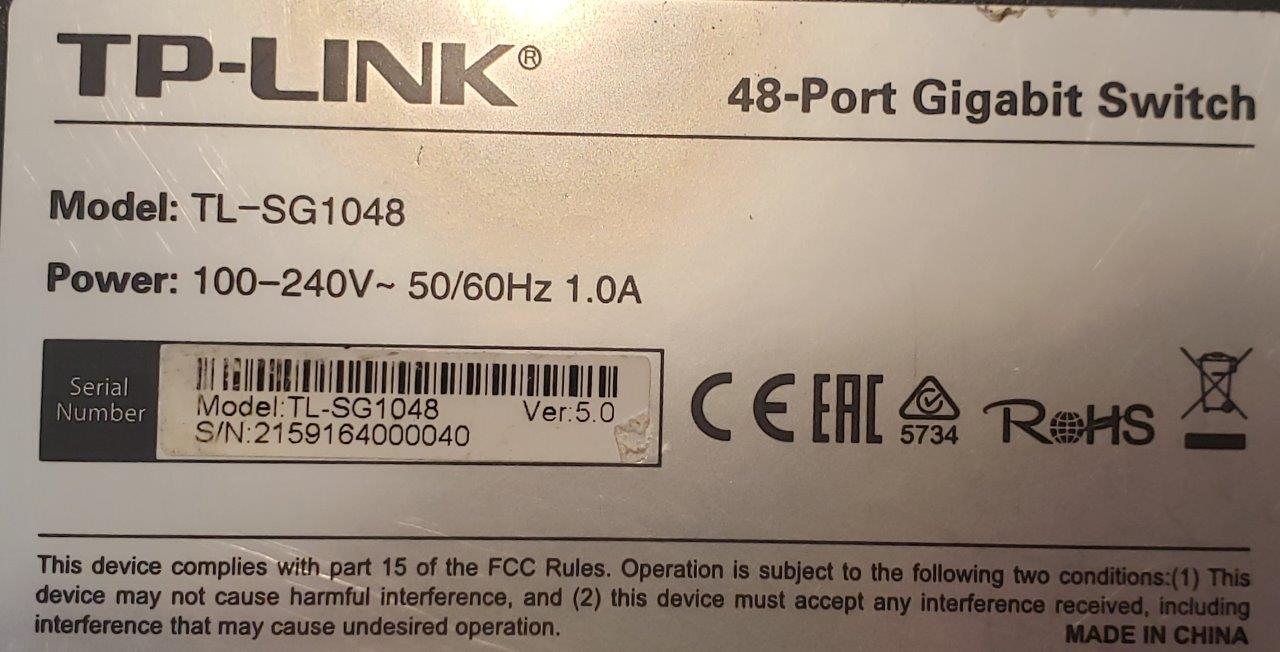 TP-LINK®
48-Port Gigabit Switch
Model: TL-SG1048
Power: 100-240V~ 50/60Hz 1.0A
Serial
Number
Model:TL-SG1048 Ver:5.0
S/N:2159164000040
CE EAC 5734 RoHS
This device complies with part 15 of the FCC Rules. Operation is subject to the following two conditions:(1) This
device may not cause harmful interference, and (2) this device must accept any interference received, including
interference that may cause undesired operation.
MADE IN CHINA